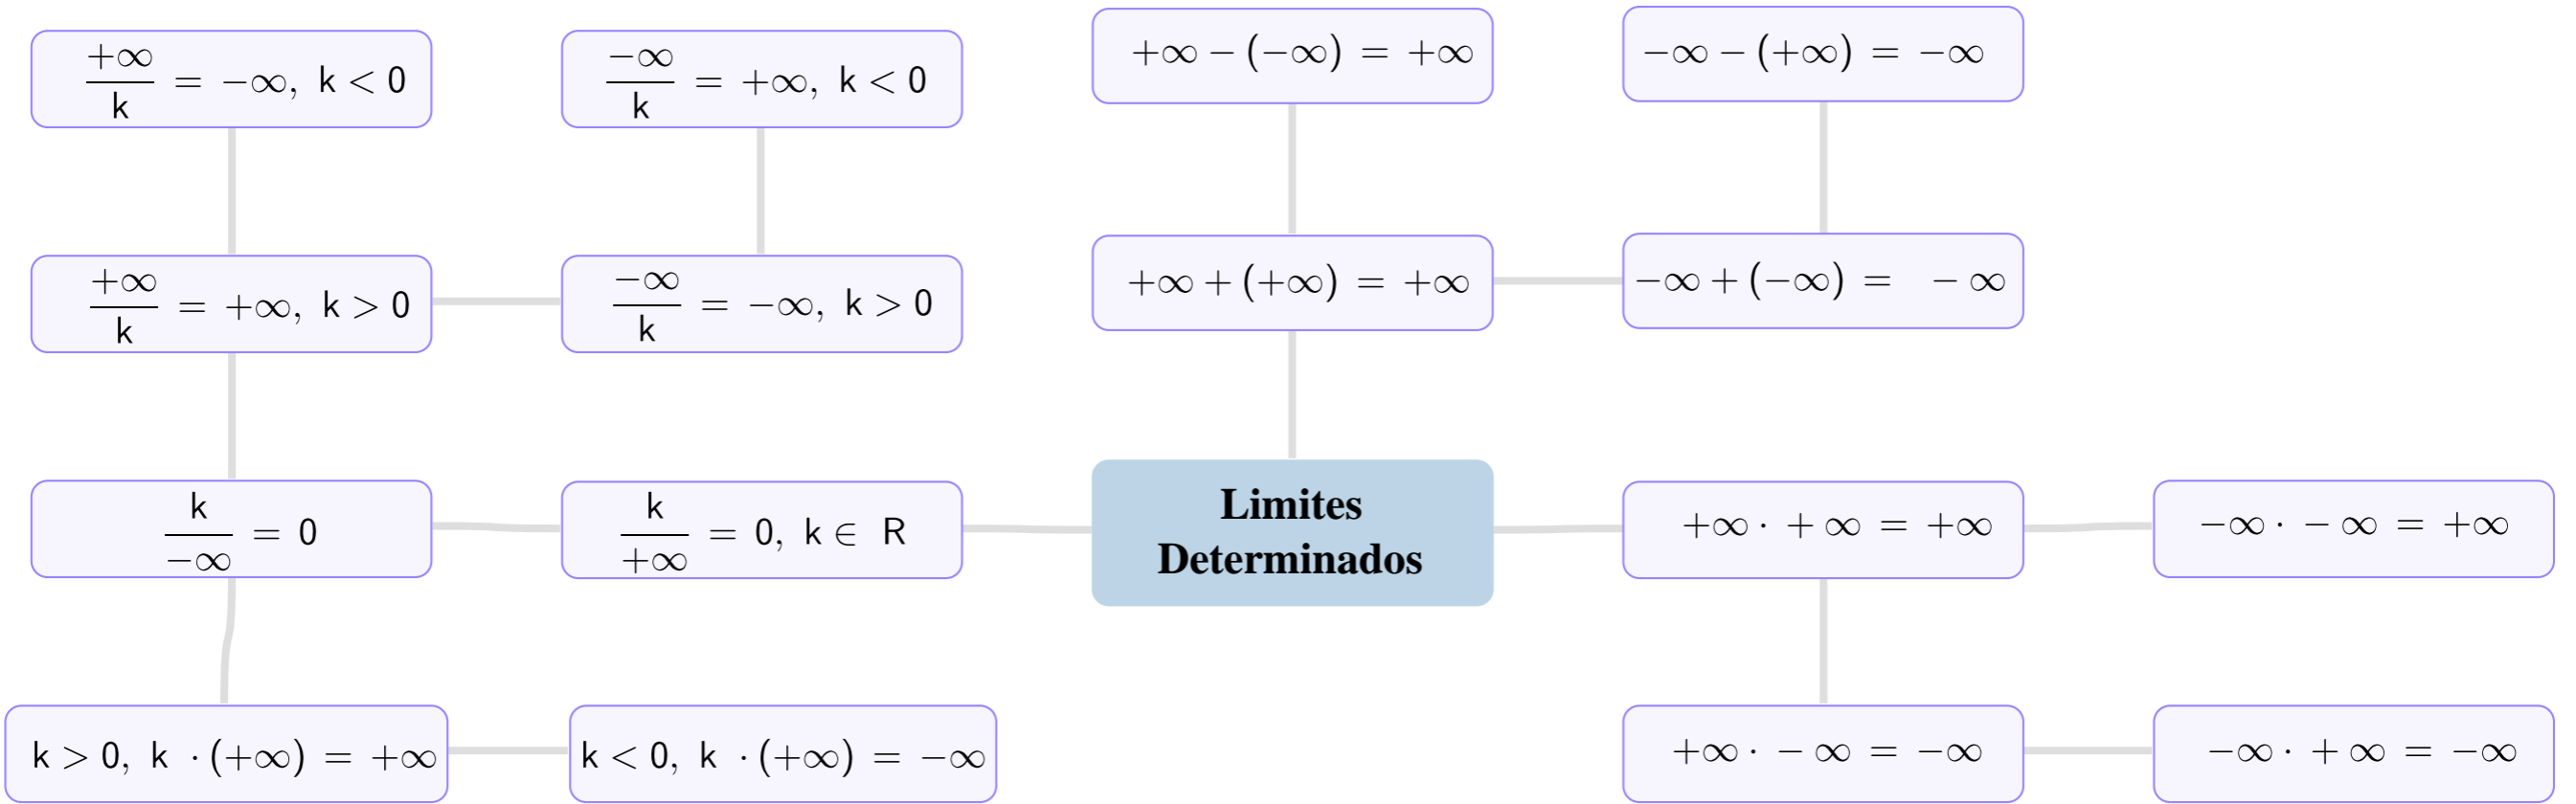 +∞/k = −∞, k < 0
−∞/k = +∞, k < 0
+∞ − (−∞) = +∞
−∞ − (+∞) = −∞
+∞/k = +∞, k > 0
−∞/k = −∞, k > 0
+∞ + (+∞) = +∞
−∞ + (−∞) = − ∞
k/−∞ = 0
k/+∞ = 0, k ∈ R
Limites
Determinados
+∞ · + ∞ = +∞
−∞ · − ∞ = +∞
k > 0, k · (+∞) = +∞
k < 0, k · (+∞) = −∞
+∞ · − ∞ = −∞
−∞ · + ∞ = −∞